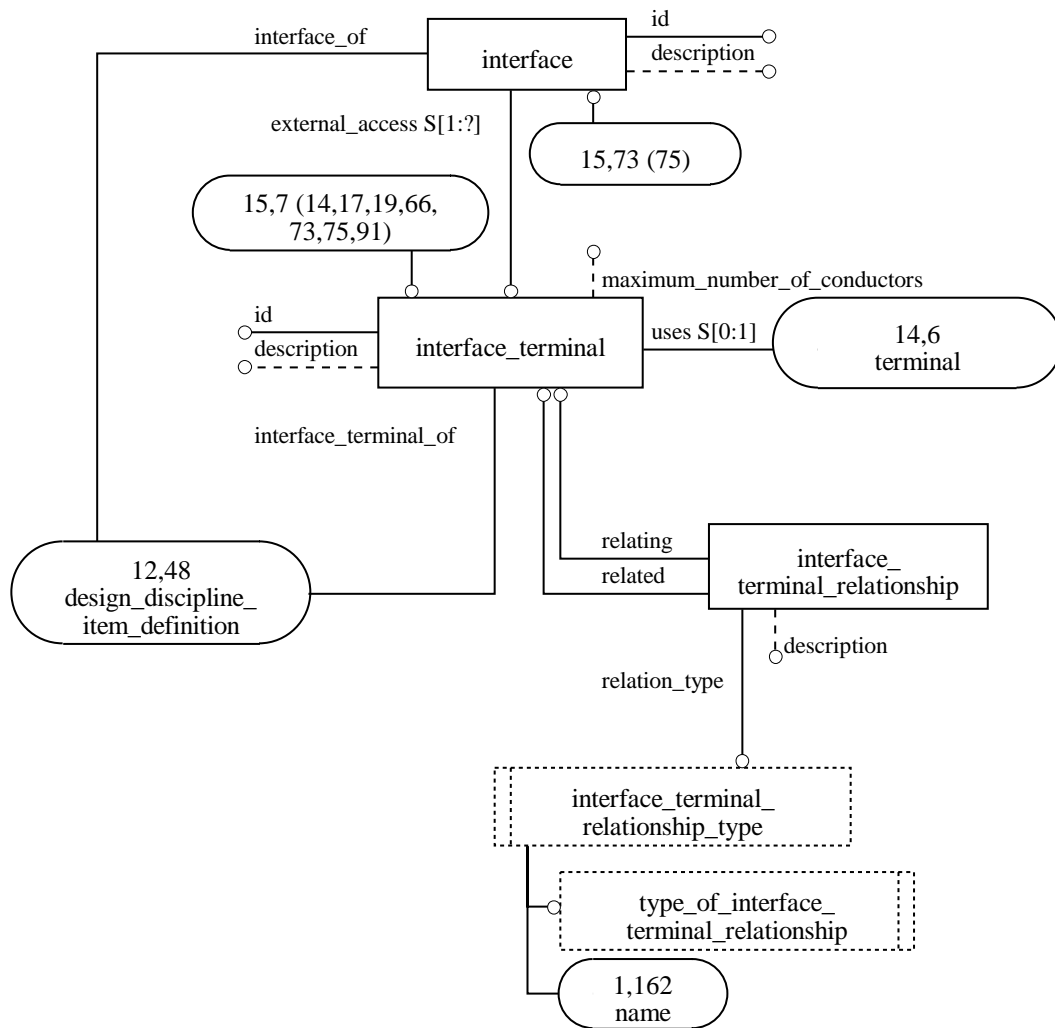 id
interface_of
description
interface
external_access S[1:?]
15,73 (75)
15,7 (14,17,19,66,
73,75,91)
maximum_number_of_conductors
id
uses S[0:1]
14,6
terminal
description
interface_terminal
interface_terminal_of
relating
related
interface_
terminal_relationship
12,48
design_discipline_
item_definition
description
relation_type
interface_terminal_
relationship_type
type_of_interface_
terminal_relationship
1,162
name